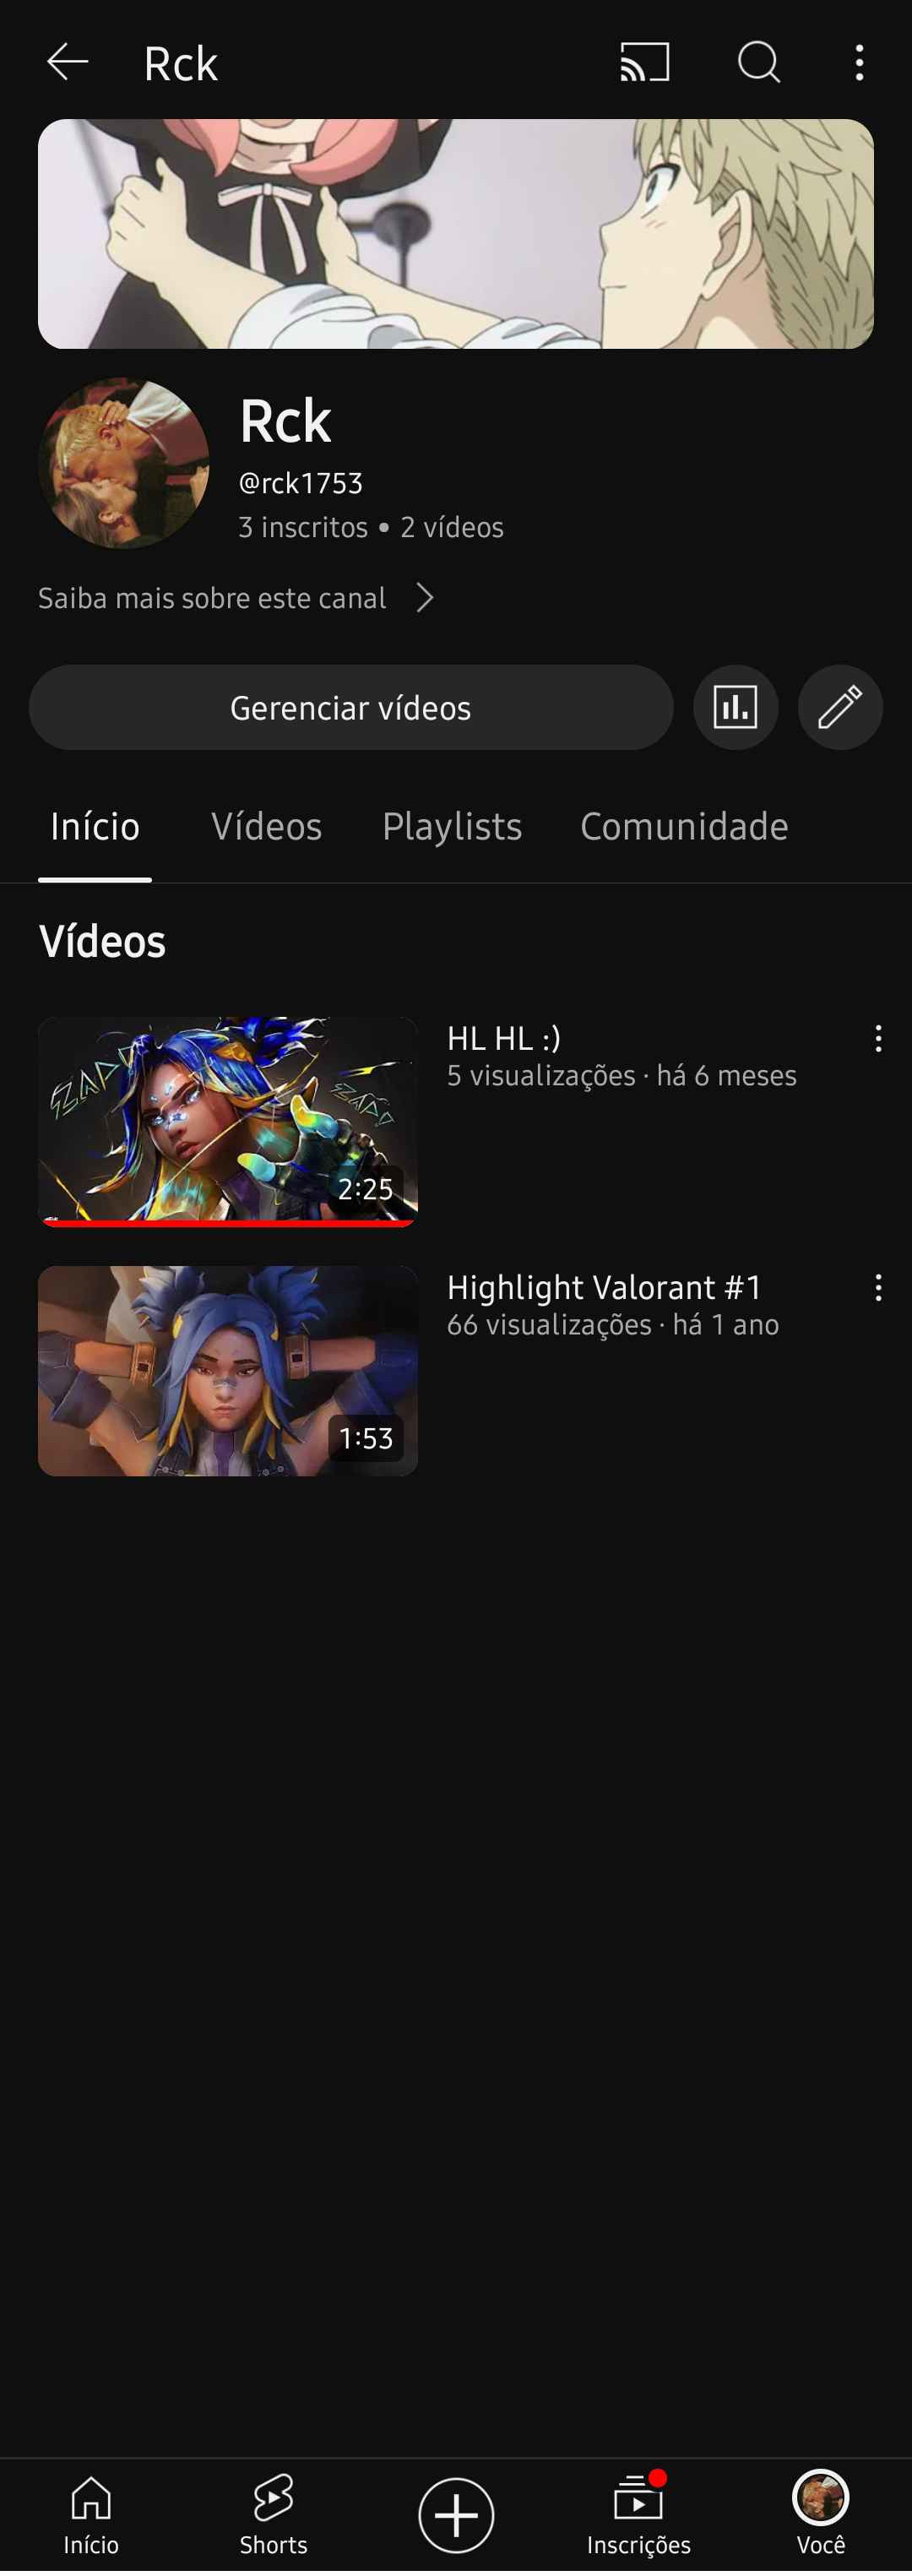 Rck
Rck
@rck1753
3 inscritos • 2 vídeos
Saiba mais sobre este canal
Gerenciar vídeos
Início
Vídeos
Playlists
Comunidade
Vídeos
ZAP
ZAP
2:25
HL HL :)
5 visualizações · há 6 meses
1:53
Highlight Valorant #1
66 visualizações · há 1 ano
Início
Shorts
Inscrições
Você